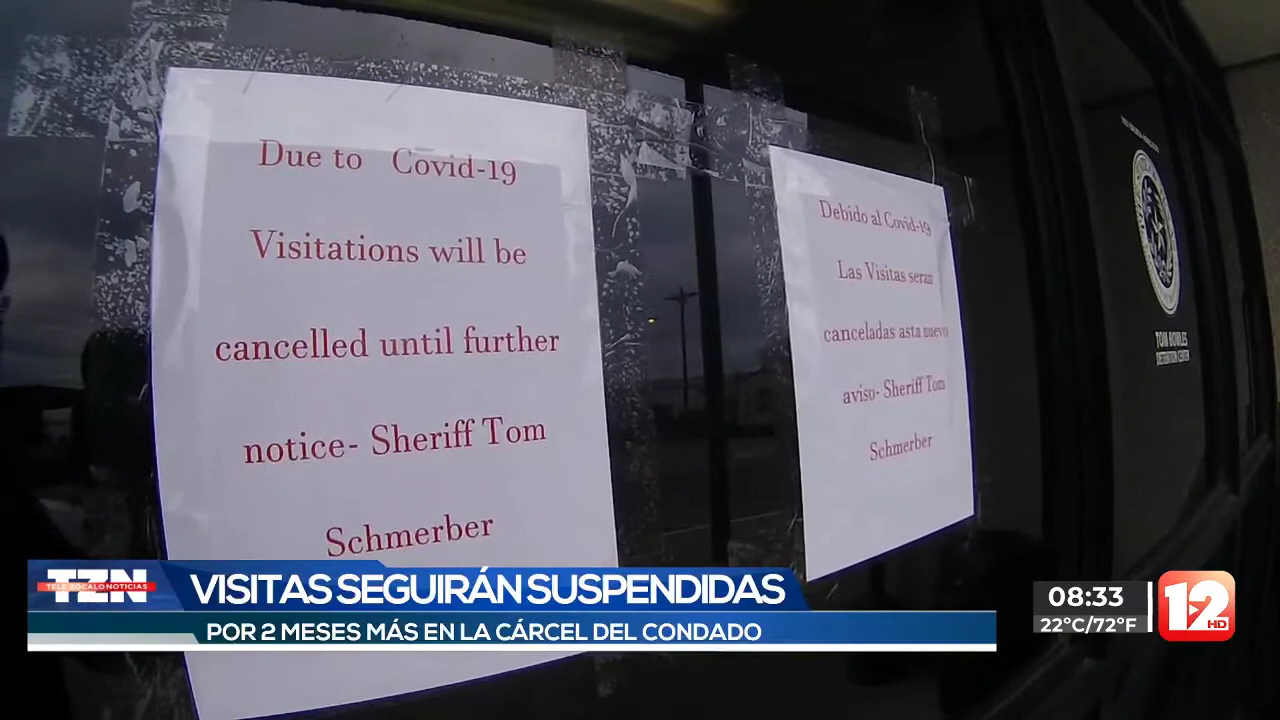 Due to Covid-19
Visitations will be
cancelled until further
notice- Sheriff Tom
Schmerber
Debido al Covid-19
Las Visitas seran
canceladas asta nuevo
aviso- Sheriff Tom
Schmerber
TOM BOWLES
TZN
TELE ZOCALO NOTICIAS
VISITAS SEGUIRÁN SUSPENDIDAS
POR 2 MESES MÁS EN LA CÁRCEL DEL CONDADO
08:33
22°C/72°F
12
HD